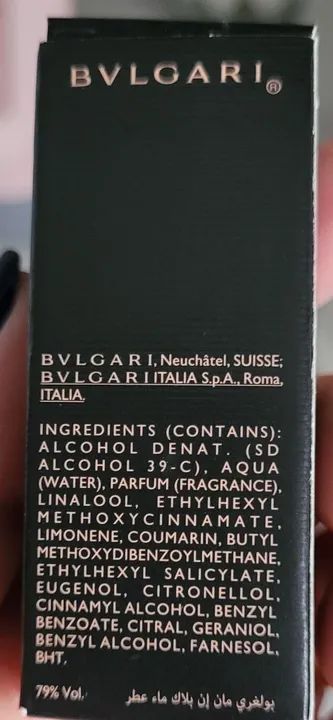 BVLGARI®
BVLGARI, Neuchâtel, SUISSE;
BVLGARI ITALIA S.p.A., Roma,
ITALIA.
INGREDIENTS (CONTAINS):
ALCOHOL DENAT. (SD
ALCOHOL 39-C), AQUA
(WATER), PARFUM (FRAGRANCE),
LINALOOL, ETHYLHEXYL
METHOXYCINNAMATE,
LIMONENE, COUMARIN, BUTYL
METHOXYDIBENZOYLMETHANE,
ETHYLHEXYL SALICYLATE,
EUGENOL, CITRONELLOL,
CINNAMYL ALCOHOL, BENZYL
BENZOATE, CITRAL, GERANIOL,
BENZYL ALCOHOL, FARNESOL,
BHT.
79% Vol. بولغري مان إن بلاك ماء عطر